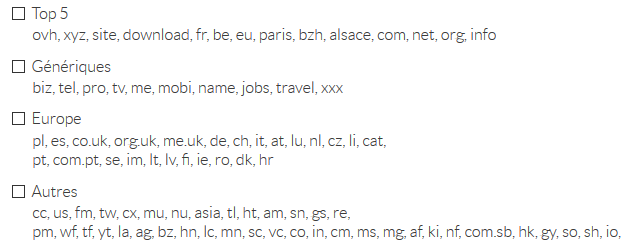 Top 5
ovh, xyz, site, download, fr, be, eu, paris, bzh, alsace, com, net, org, info
Génériques
biz, tel, pro, tv, me, mobi, name, jobs, travel, xxx
Europe
pl, es, co.uk, org.uk, me.uk, de, ch, it, at, lu, nl, cz, li, cat,
pt, com.pt, se, im, lt, lv, fi, ie, ro, dk, hr
Autres
cc, us, fm, tw, cx, mu, nu, asia, tl, ht, am, sn, gs, re,
pm, wf, tf, yt, la, ag, bz, hn, lc, mn, sc, vc, co, in, cm, ms, mg, af, ki, nf, com.sb, hk, gy, so, sh, io,